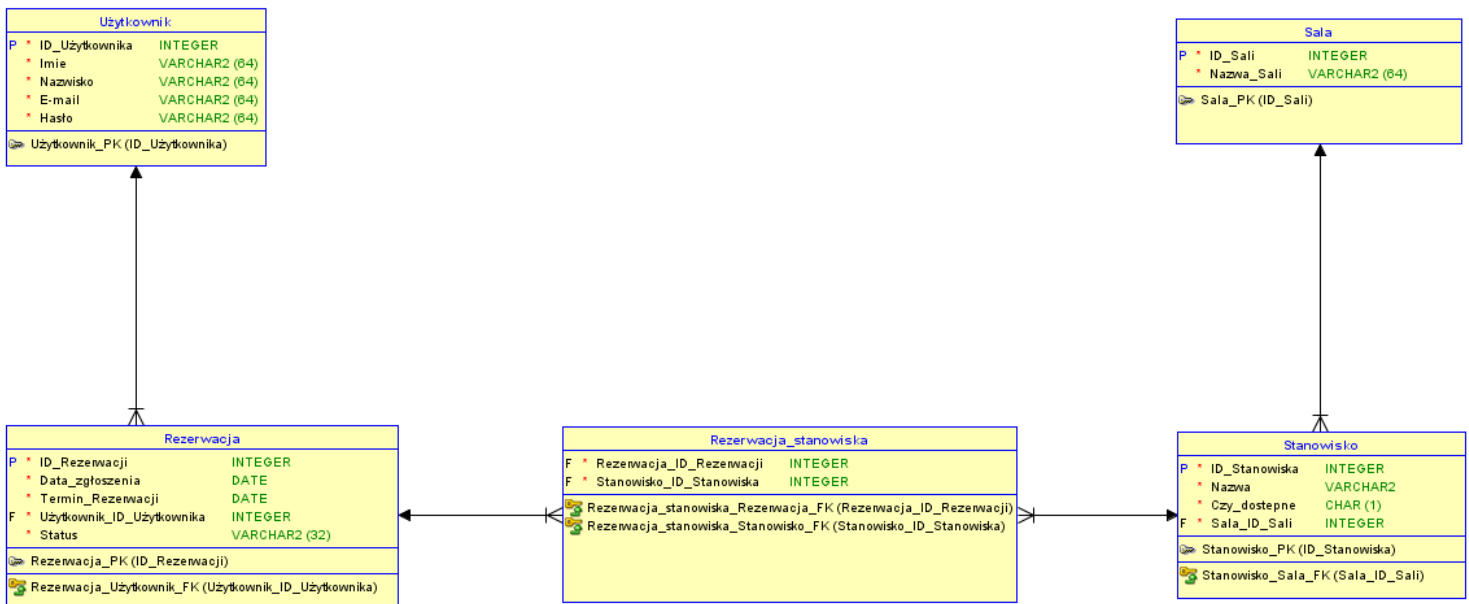 Użytkownik
P * ID_Użytkownika INTEGER
* Imie VARCHAR2 (64)
* Nazwisko VARCHAR2 (64)
* E-mail VARCHAR2 (64)
* Hasło VARCHAR2 (64)
Użytkownik_PK (ID_Użytkownika)
Sala
P * ID_Sali INTEGER
* Nazwa_Sali VARCHAR2 (64)
Sala_PK (ID_Sali)
Rezerwacja
P * ID_Rezerwacji INTEGER
* Data_zgłoszenia DATE
* Termin_Rezerwacji DATE
F * Użytkownik_ID_Użytkownika INTEGER
* Status VARCHAR2 (32)
Rezerwacja_PK (ID_Rezerwacji)
Rezerwacja_Użytkownik_FK (Użytkownik_ID_Użytkownika)
Rezerwacja_stanowiska
F * Rezerwacja_ID_Rezerwacji INTEGER
F * Stanowisko_ID_Stanowiska INTEGER
Rezerwacja_stanowiska_Rezerwacja_FK (Rezerwacja_ID_Rezerwacji)
Rezerwacja_stanowiska_Stanowisko_FK (Stanowisko_ID_Stanowiska)
Stanowisko
P * ID_Stanowiska INTEGER
* Nazwa VARCHAR2
* Czy_dostepne CHAR (1)
F * Sala_ID_Sali INTEGER
Stanowisko_PK (ID_Stanowiska)
Stanowisko_Sala_FK (Sala_ID_Sali)